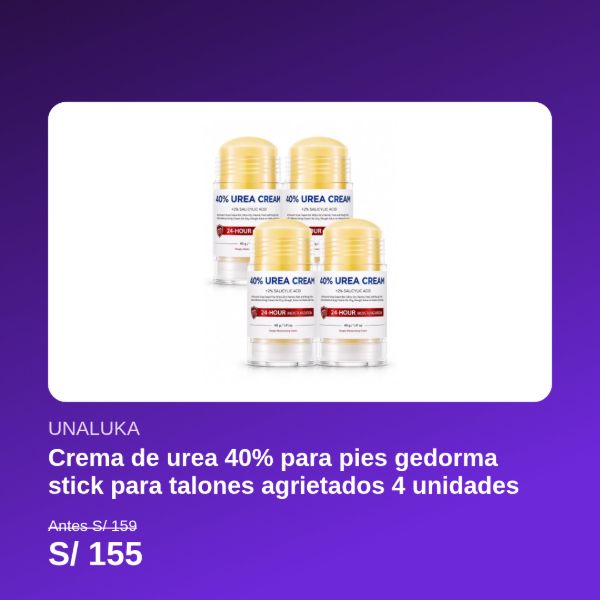 40% UREA CREAM
+2% SALICYLIC ACID
24-HOUR
40% UREA CREAM
+2% SALICYLIC ACID
40% UREA CREAM
+2% SALICYLIC ACID
24-HOUR MOISTURIZATION
40% UREA CREAM
+2% SALICYLIC ACID
24-HOUR MOISTURIZATION
UNALUKA
Crema de urea 40% para pies gedorma
stick para talones agrietados 4 unidades
Antes S/ 159
S/ 155